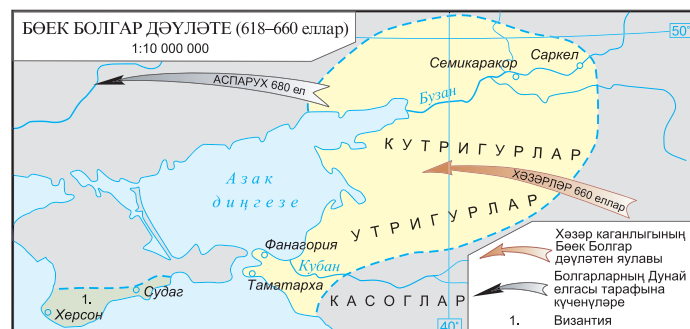 БӨЕК БОЛГАР ДӘҮЛӘТЕ (618–660 еллар)
1:10 000 000
50°
Саркел
Семикаракор
АСПАРУХ 680 ел
Бузан
КУТРИГУРЛАР
Азак
диңгезе
ХӘЗӘРЛӘР 660 еллар
УТРИГУРЛАР
Фанагория
Кубан
Таматарха
1.
Судаг
Херсон
КАСОГЛАР
40°
Хәзәр каганлыгының
Бөек Болгар
дәүләтен яулавы
Болгарларның Дунай
елгасы тарафына
күченүләре
1. Византия